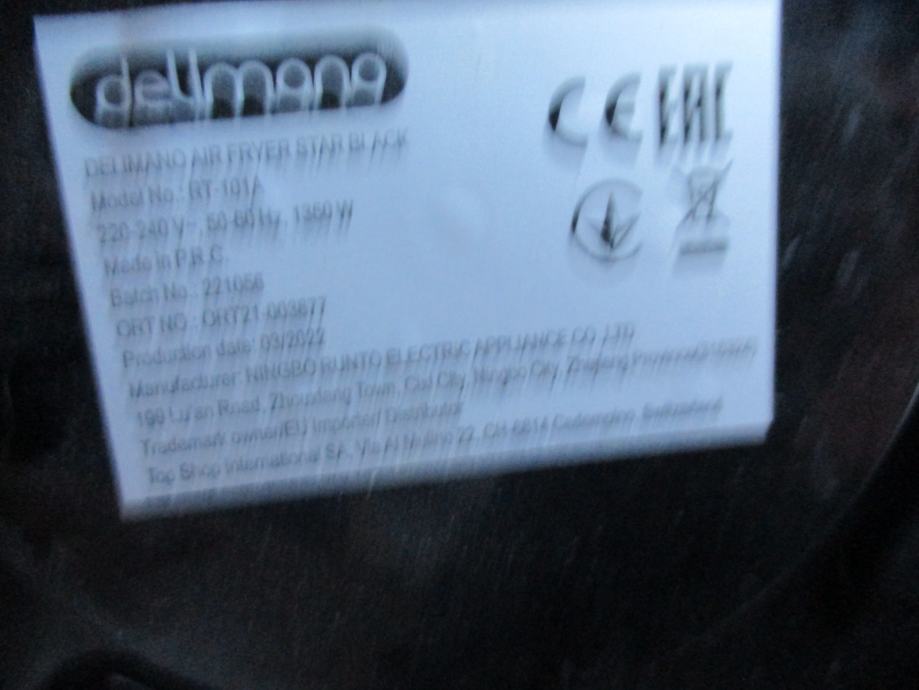 delimano
CE EAC
DELIMANO AIR FRYER STAR BLACK
Model No.: RT-101A
220-240 V~, 50-60 Hz, 1350 W
Made in P.R.C.
Batch No.: 221056
ORT NO.: ORT21-003677
Production date: 03/2022
Manufacturer: NINGBO RUNTO ELECTRIC APPLIANCE CO.,LTD
199 Lu'an Road, Zhouxiang Town, Cixi City, Ningbo City, Zhejiang Province
Trademark owner/EU Importer/ Distributor
Top Shop International SA, Via Al Mulino 22, CH-6814 Cadempino, Switzerland